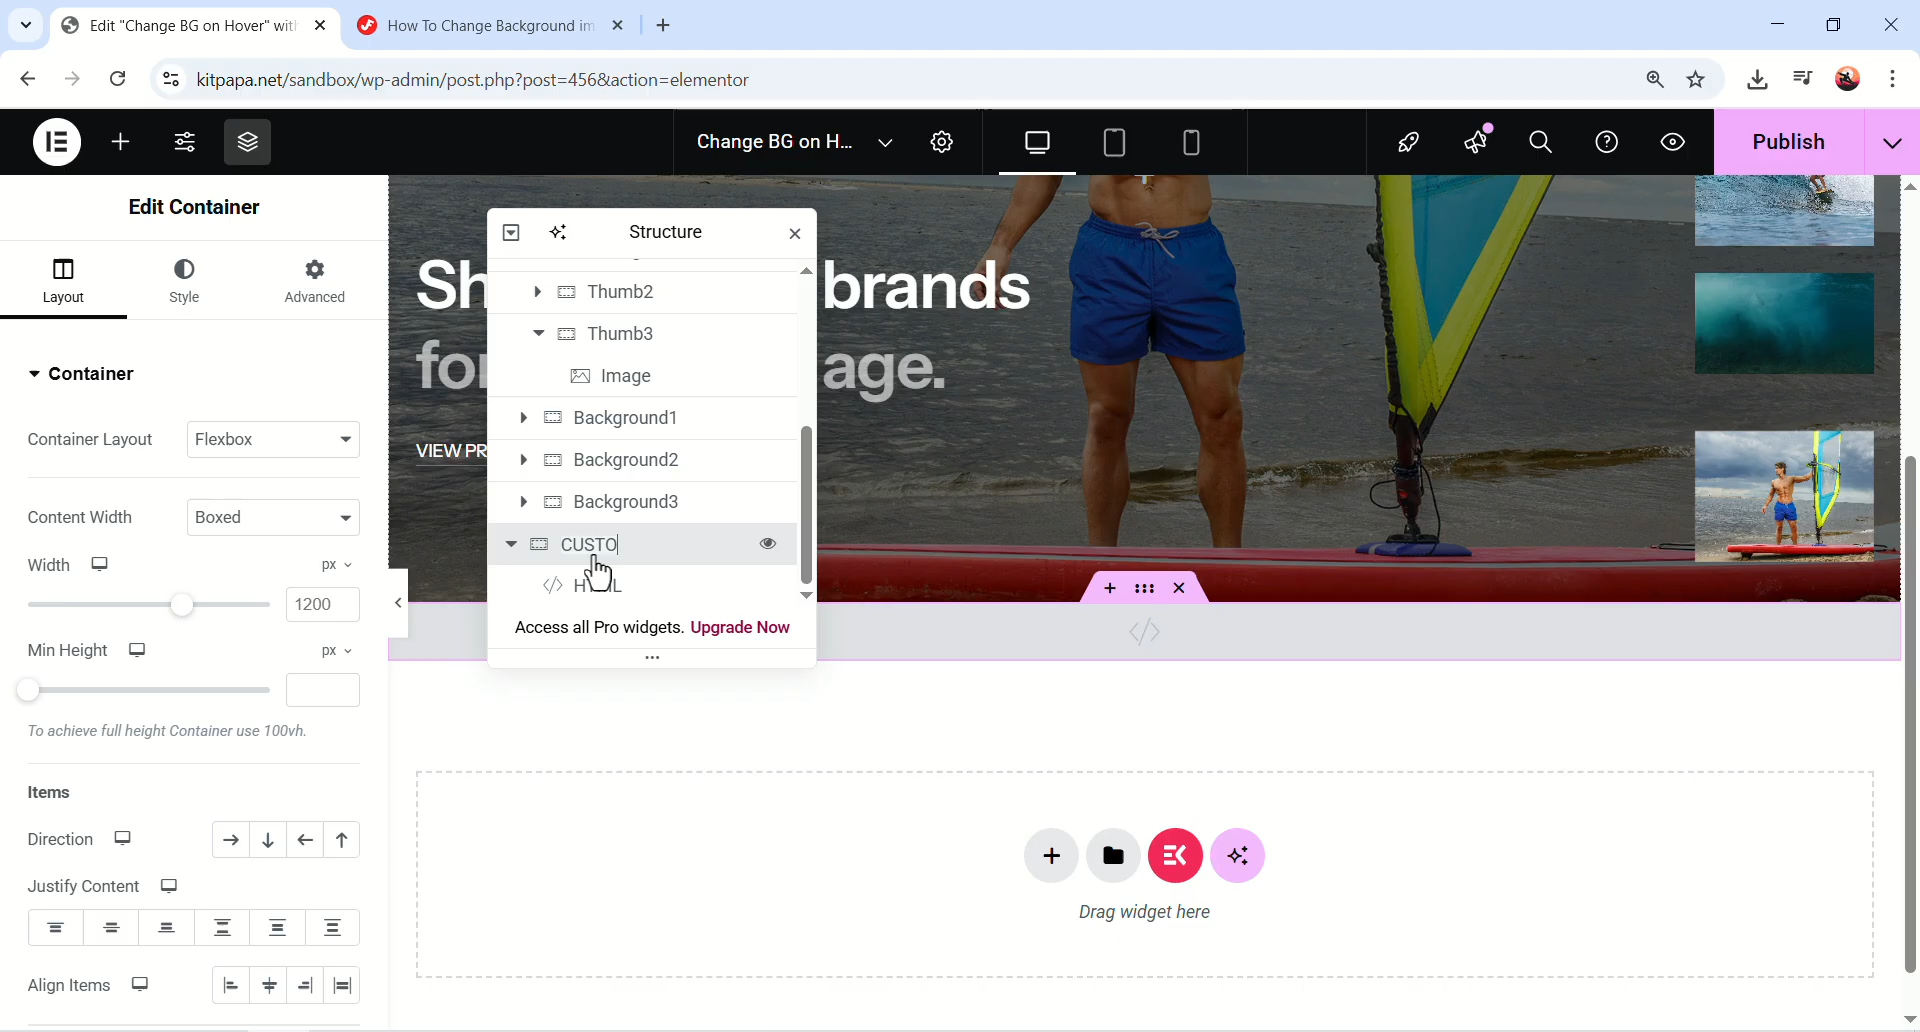 Edit "Change BG on Hover" with
How To Change Background im
kitpapa.net/sandbox/wp-admin/post.php?post=456&action=elementor
Change BG on H...
Publish
Edit Container
Layout
Style
Advanced
Container
Container Layout
Flexbox
Content Width
Boxed
Width
px
1200
Min Height
px
To achieve full height Container use 100vh.
Items
Direction
Justify Content
Align Items
Structure
Thumb2
Thumb3
Image
Background1
Background2
Background3
CUSTO
Access all Pro widgets. Upgrade Now
brands
age.
VIEW PR
Drag widget here